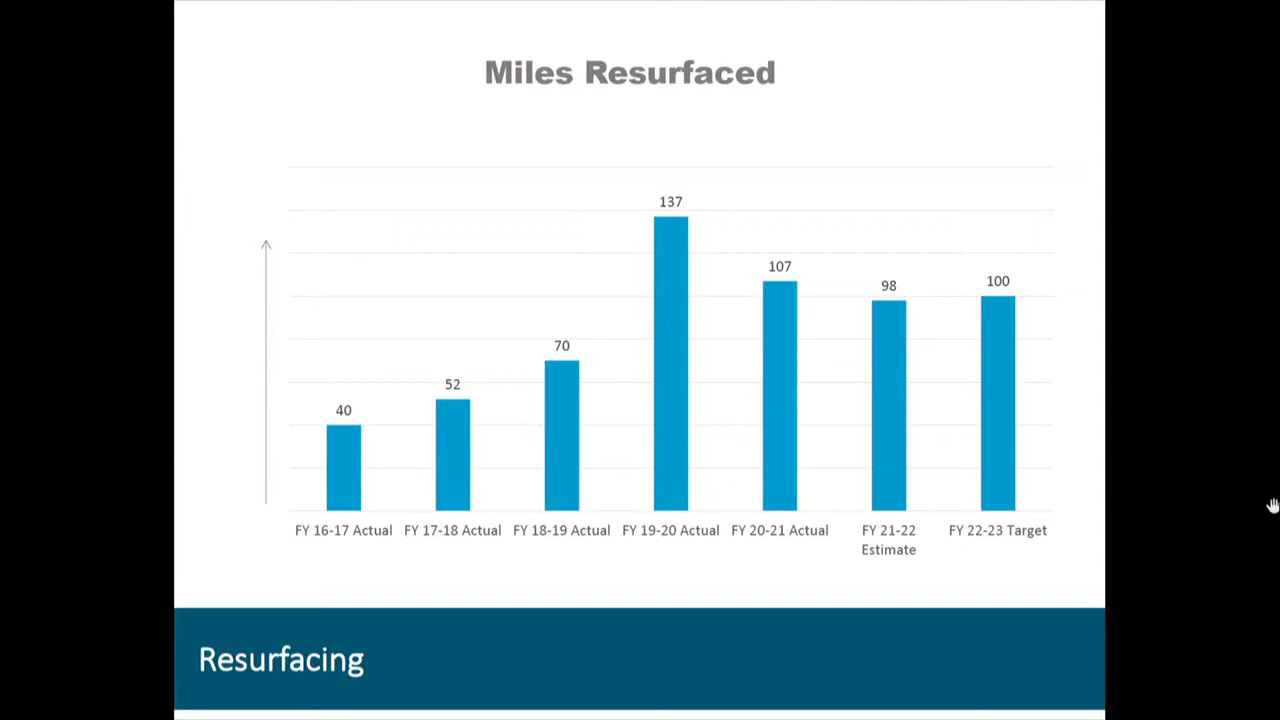 Miles Resurfaced
137
107
100
98
70
52
40
FY 16-17 Actual FY 17-18 Actual FY 18-19 Actual FY 19-20 Actual FY 20-21 Actual FY 21-22 FY 22-23 Target
Estimate
Resurfacing